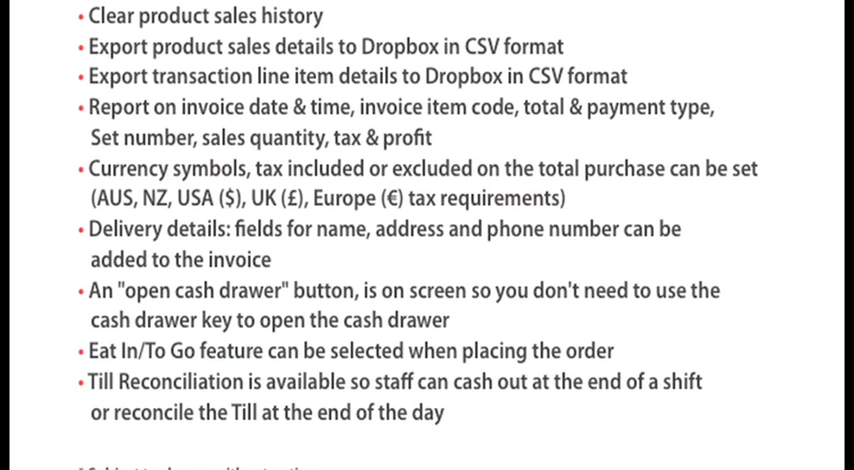 • Clear product sales history
• Export product sales details to Dropbox in CSV format
• Export transaction line item details to Dropbox in CSV format
• Report on invoice date & time, invoice item code, total & payment type,
Set number, sales quantity, tax & profit
• Currency symbols, tax included or excluded on the total purchase can be set
(AUS, NZ, USA ($), UK (£), Europe (€) tax requirements)
• Delivery details: fields for name, address and phone number can be
added to the invoice
• An "open cash drawer" button, is on screen so you don't need to use the
cash drawer key to open the cash drawer
• Eat In/To Go feature can be selected when placing the order
• Till Reconciliation is available so staff can cash out at the end of a shift
or reconcile the Till at the end of the day